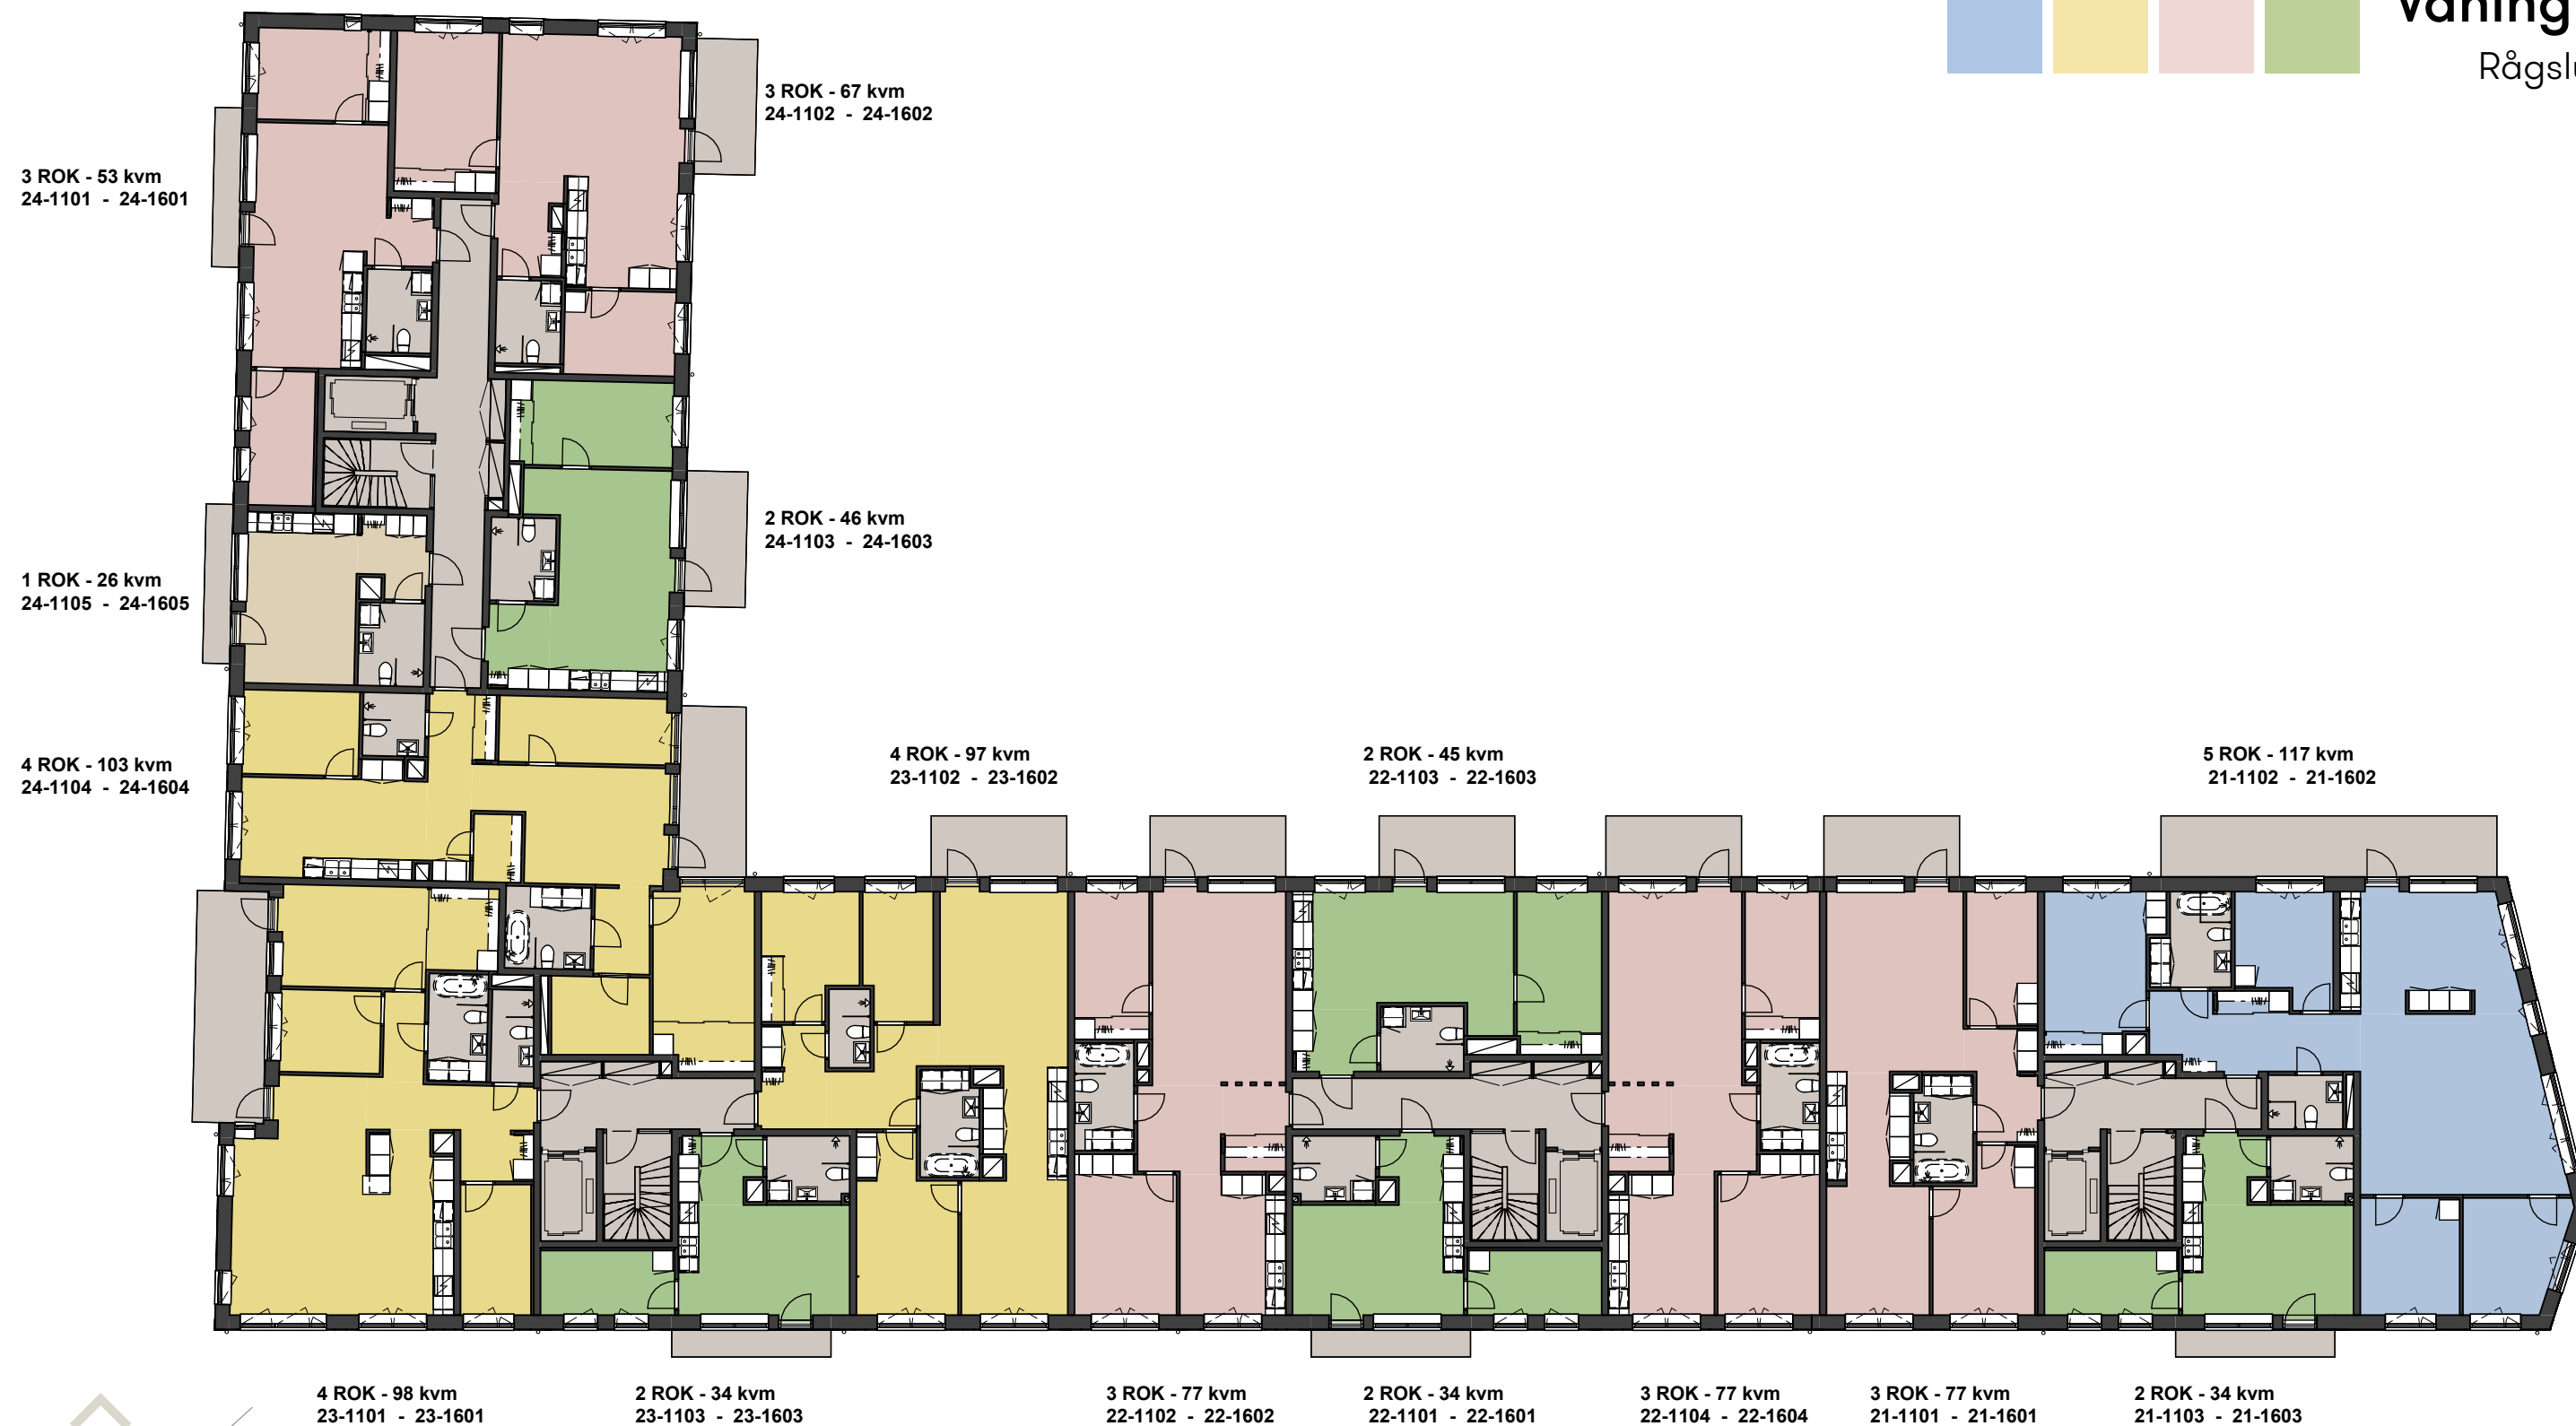 3 ROK - 67 kvm
24-1102 - 24-1602
3 ROK - 53 kvm
24-1101 - 24-1601
2 ROK - 46 kvm
24-1103 - 24-1603
1 ROK - 26 kvm
24-1105 - 24-1605
4 ROK - 103 kvm
24-1104 - 24-1604
4 ROK - 97 kvm
23-1102 - 23-1602
2 ROK - 45 kvm
22-1103 - 22-1603
5 ROK - 117 kvm
21-1102 - 21-1602
4 ROK - 98 kvm
23-1101 - 23-1601
2 ROK - 34 kvm
23-1103 - 23-1603
3 ROK - 77 kvm
22-1102 - 22-1602
2 ROK - 34 kvm
22-1101 - 22-1601
3 ROK - 77 kvm
22-1104 - 22-1604
3 ROK - 77 kvm
21-1101 - 21-1601
2 ROK - 34 kvm
21-1103 - 21-1603